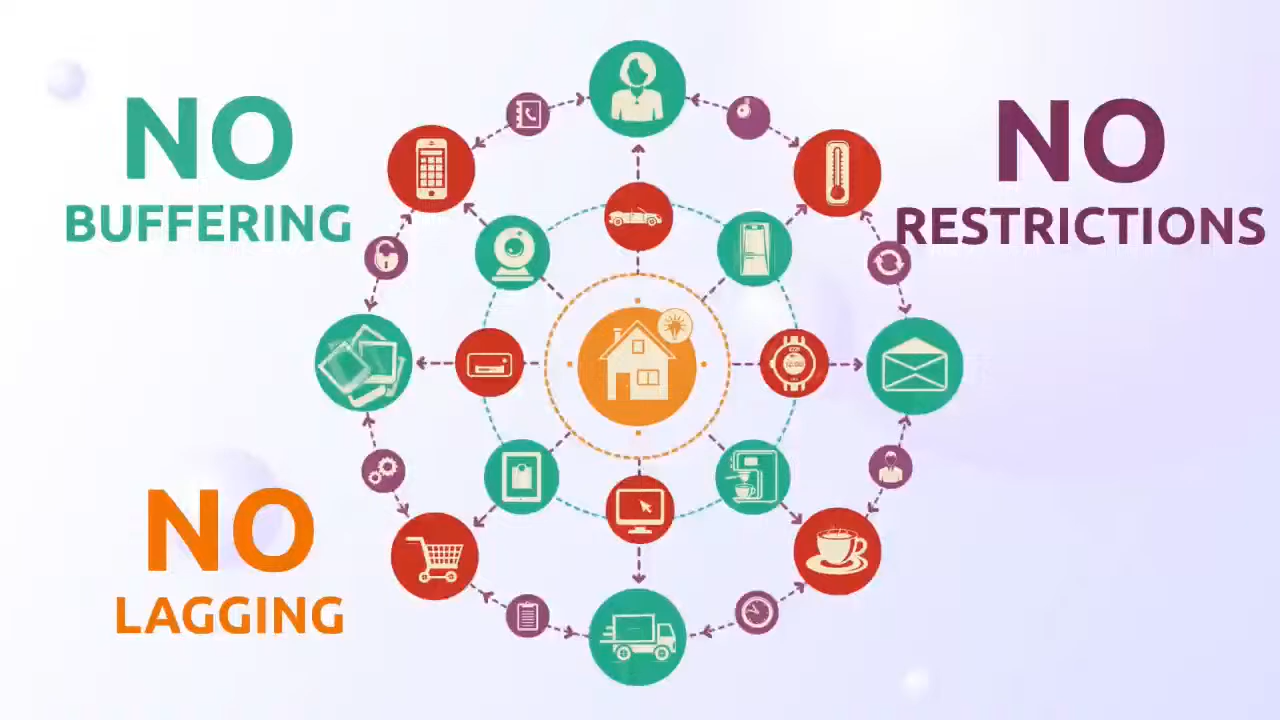 NO
BUFFERING
NO
RESTRICTIONS
NO
LAGGING